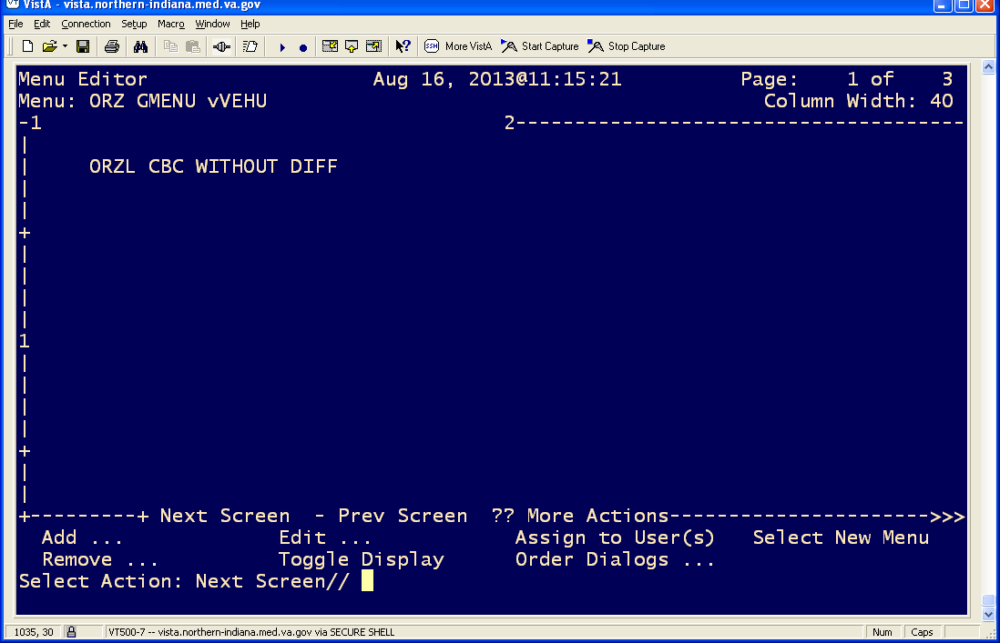 VistA - vista.northern-indiana.med.va.gov
File Edit Connection Setup Macro Window Help
SSH More VistA Start Capture Stop Capture
Menu Editor Aug 16, 2013@11:15:21 Page: 1 of 3
Menu: ORZ GMENU vVEHU Column Width: 40
-1 2--------------------------------------
|
| ORZL CBC WITHOUT DIFF
|
|
+
|
|
|
|
1
|
|
|
|
+
|
|
+---------+ Next Screen - Prev Screen ?? More Actions---------------------->>>
Add ... Edit ... Assign to User(s) Select New Menu
Remove ... Toggle Display Order Dialogs ...
Select Action: Next Screen//
1035, 30 VT500-7 -- vista.northern-indiana.med.va.gov via SECURE SHELL Num Caps